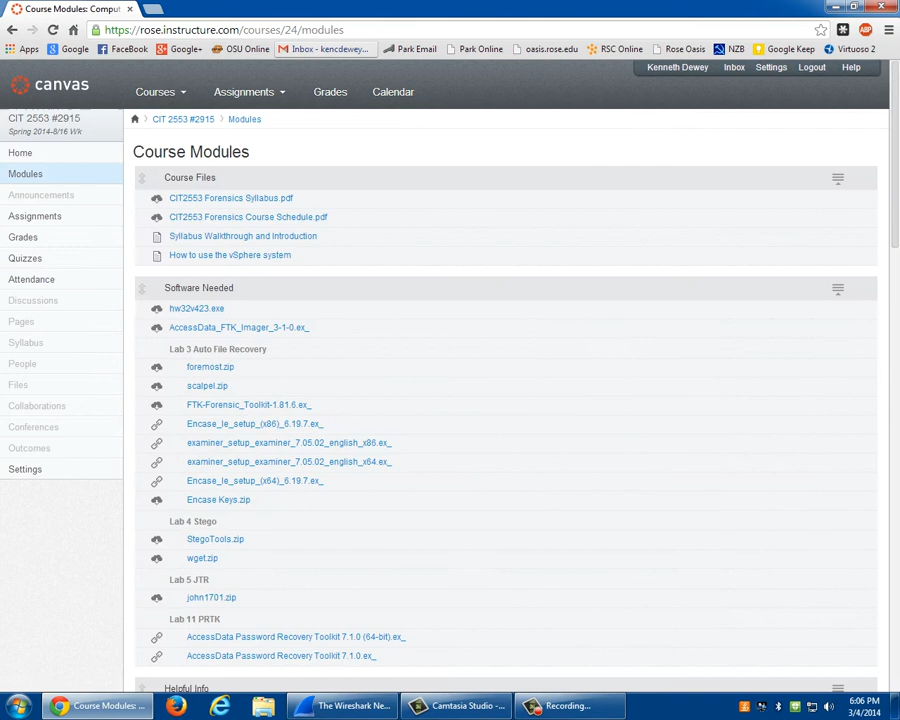 Course Modules: Comput
https://rose.instructure.com/courses/24/modules
Apps Google FaceBook Google+ OSU Online Inbox - kencdewey... Park Email Park Online oasis.rose.edu RSC Online Rose Oasis NZB Google Keep Virtuoso 2
Kenneth Dewey Inbox Settings Logout Help
canvas
Courses Assignments Grades Calendar
CIT 2553 #2915
Spring 2014-8/16 Wk
Home
Modules
Announcements
Assignments
Grades
Quizzes
Attendance
Discussions
Pages
Syllabus
People
Files
Collaborations
Conferences
Outcomes
Settings
CIT 2553 #2915 Modules
Course Modules
Course Files
CIT2553 Forensics Syllabus.pdf
CIT2553 Forensics Course Schedule.pdf
Syllabus Walkthrough and Introduction
How to use the vSphere system
Software Needed
hw32v423.exe
AccessData_FTK_Imager_3-1-0.ex_
Lab 3 Auto File Recovery
foremost.zip
scalpel.zip
FTK-Forensic_Toolkit-1.81.6.ex_
Encase_le_setup_(x86)_6.19.7.ex_
examiner_setup_examiner_7.05.02_english_x86.ex_
examiner_setup_examiner_7.05.02_english_x64.ex_
Encase_le_setup_(x64)_6.19.7.ex_
Encase Keys.zip
Lab 4 Stego
StegoTools.zip
wget.zip
Lab 5 JTR
john1701.zip
Lab 11 PRTK
AccessData Password Recovery Toolkit 7.1.0 (64-bit).ex_
AccessData Password Recovery Toolkit 7.1.0.ex_
Helpful Info
Course Modules: ... The Wireshark Ne... Camtasia Studio -... Recording...
6:06 PM
3/4/2014